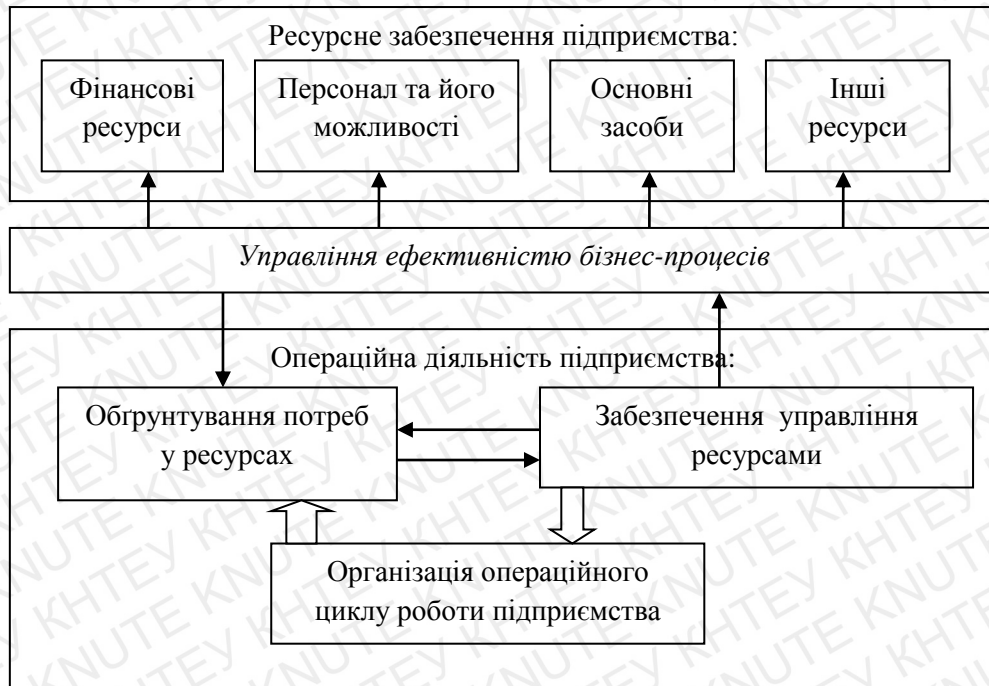 Ресурсне забезпечення підприємства:
Фінансові
ресурси
Персонал та його
можливості
Основні
засоби
Інші
ресурси
Управління ефективністю бізнес-процесів
Операційна діяльність підприємства:
Обґрунтування потреб
у ресурсах
Забезпечення управління
ресурсами
Організація операційного
циклу роботи підприємства